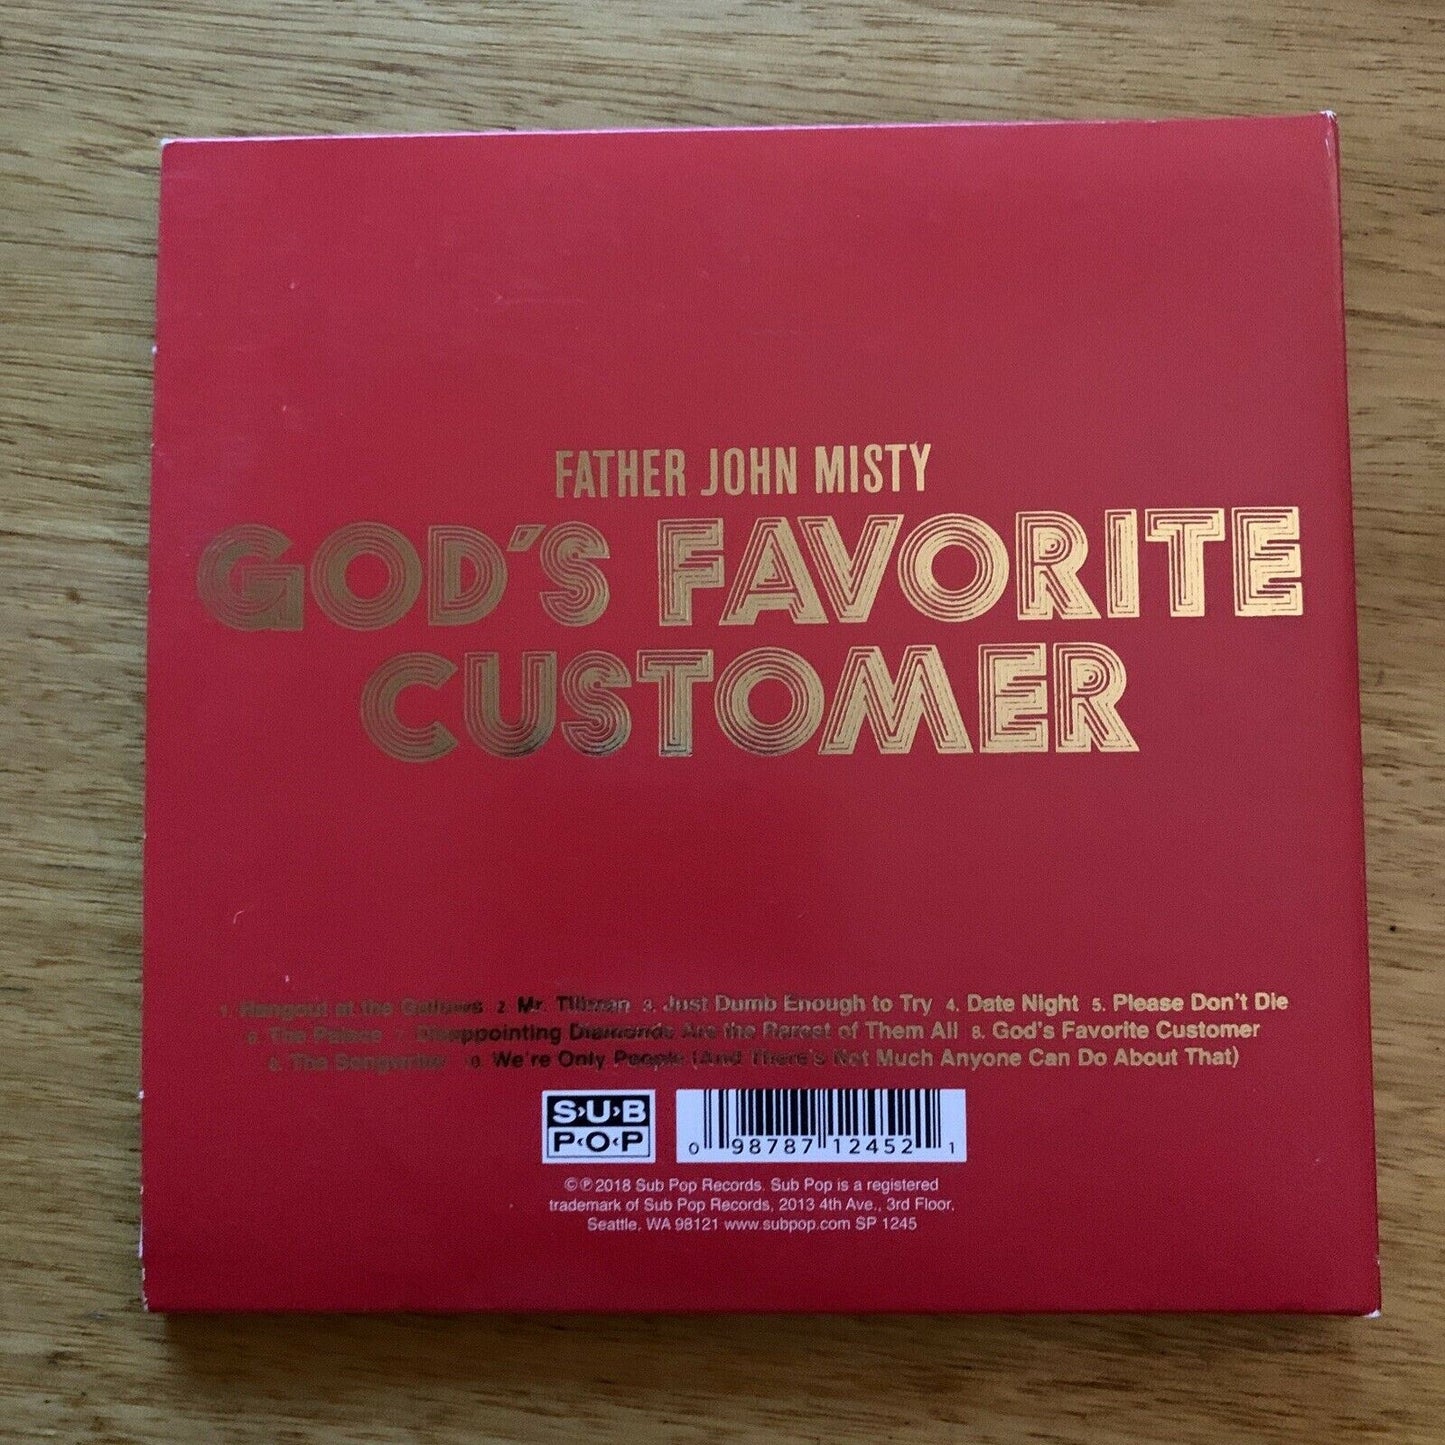 FATHER JOHN MISTY
GOD'S FAVORITE
CUSTOMER
1. Hangout at the Gallows 2. Mr. Tillman 3. Just Dumb Enough to Try 4. Date Night 5. Please Don't Die
6. The Palace 7. Disappointing Diamonds Are the Rarest of Them All 8. God's Favorite Customer
9. The Songwriter We're Only People (And There's Not Much Anyone Can Do About That)
S›U›B
P‹O‹P
0 98787 12452 1
©℗ 2018 Sub Pop Records. Sub Pop is a registered
trademark of Sub Pop Records, 2013 4th Ave., 3rd Floor,
Seattle, WA 98121 www.subpop.com SP 1245